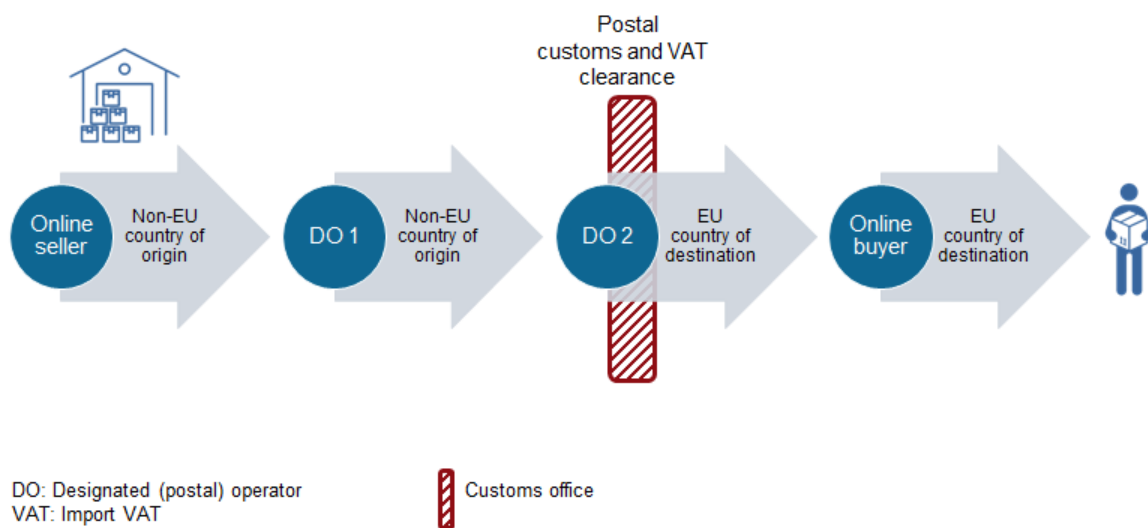 Postal
customs and VAT
clearance
Online
seller
Non-EU
country of
origin
DO 1
Non-EU
country of
origin
DO 2
EU
country of
destination
Online
buyer
EU
country of
destination
DO: Designated (postal) operator
VAT: Import VAT
Customs office